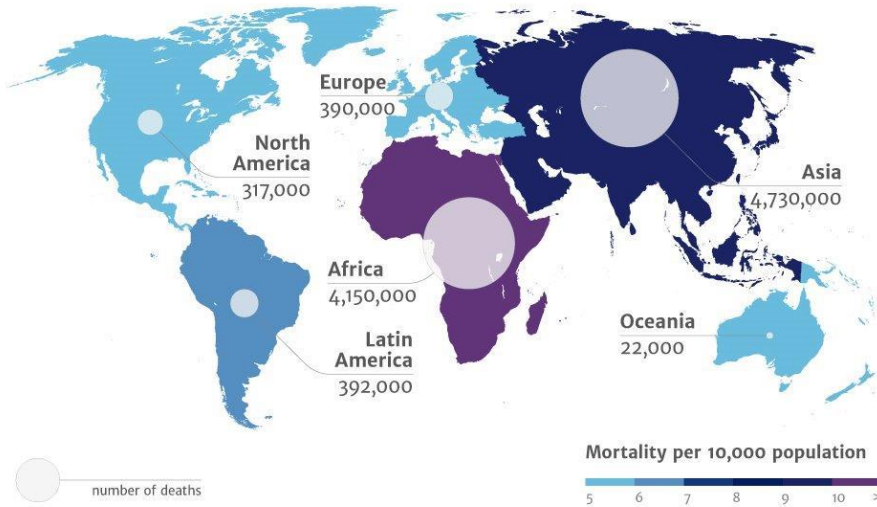 Europe
390,000
North
America
317,000
Asia
4,730,000
Africa
4,150,000
Oceania
22,000
Latin
America
392,000
Mortality per 10,000 population
number of deaths
5 6 7 8 9 10 >